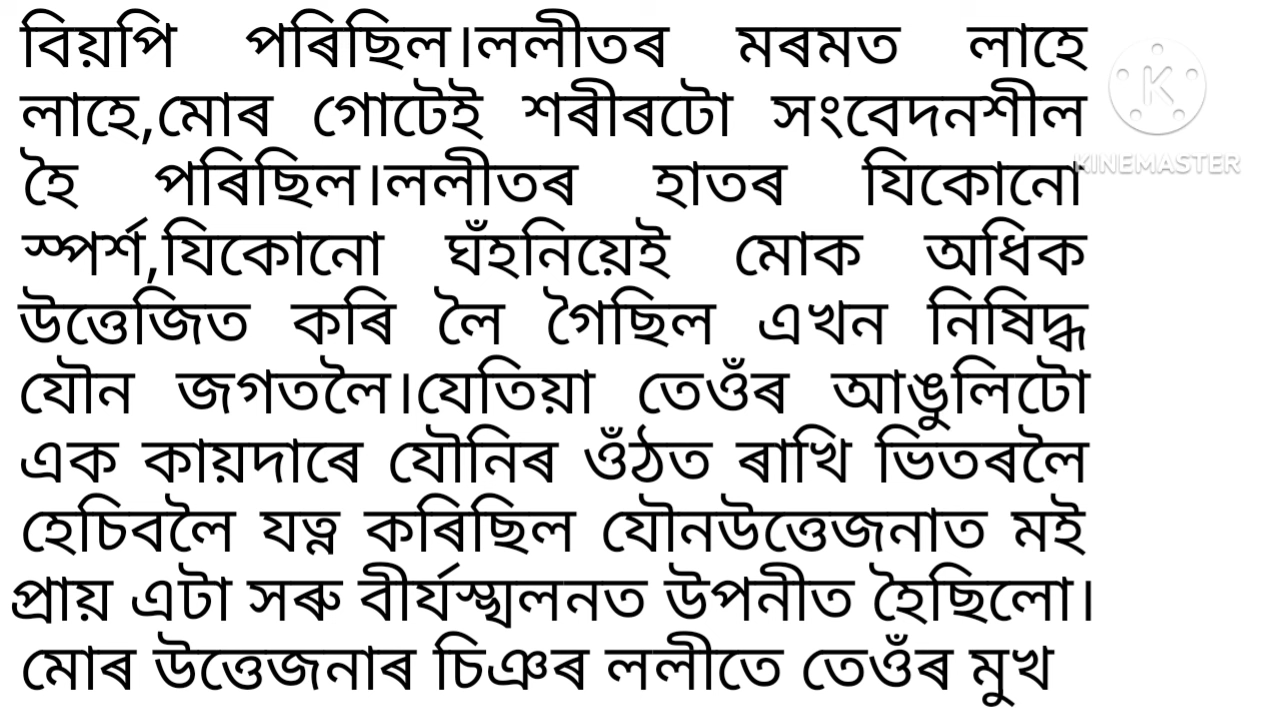 বিয়পি পৰিছিল।ললীতৰ মৰমত লাহে
লাহে,মোৰ গোটেই শৰীৰটো সংবেদনশীল
হৈ পৰিছিল।ললীতৰ হাতৰ যিকোনো
স্পৰ্শ,যিকোনো ঘঁহনিয়েই মোক অধিক
উত্তেজিত কৰি লৈ গৈছিল এখন নিষিদ্ধ
যৌন জগতলৈ।যেতিয়া তেওঁৰ আঙুলিটো
এক কায়দাৰে যৌনিৰ ওঁঠত ৰাখি ভিতৰলৈ
হেচিবলৈ যত্ন কৰিছিল যৌনউত্তেজনাত মই
প্ৰায় এটা সৰু বীৰ্যস্খলনত উপনীত হৈছিলো।
মোৰ উত্তেজনাৰ চিঞৰ ললীতে তেওঁৰ মুখ
KINEMASTER